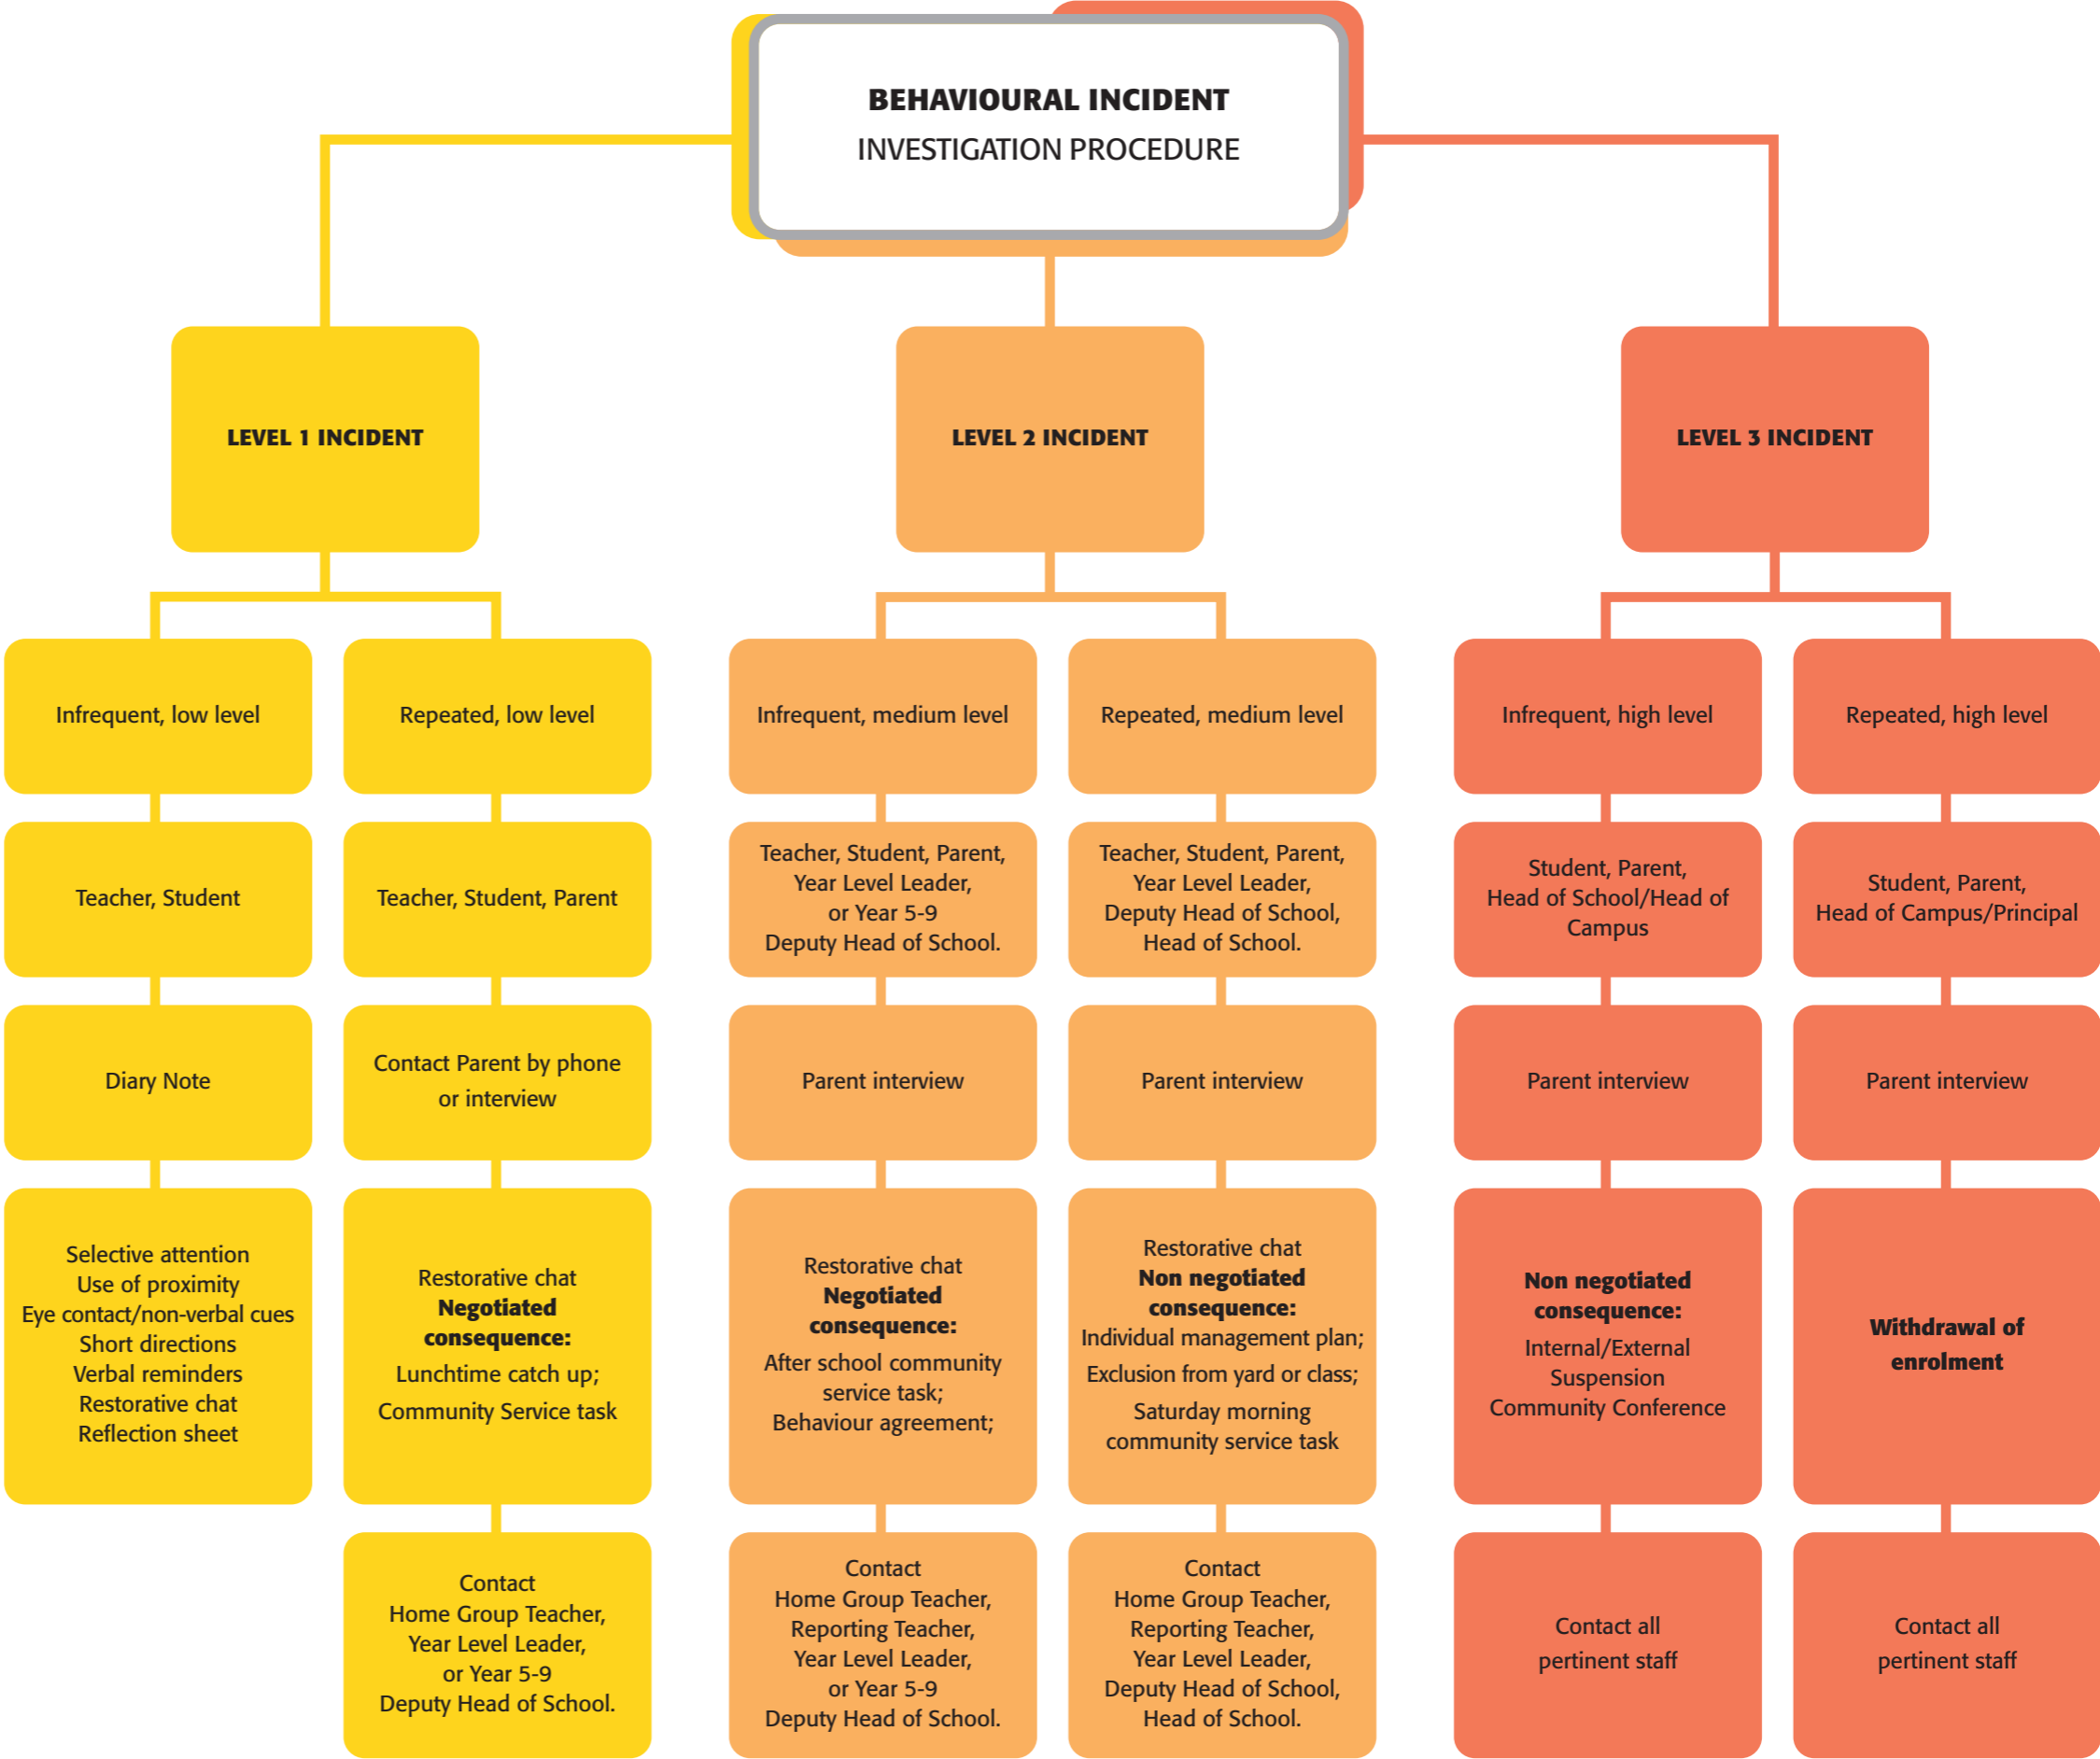 BEHAVIOURAL INCIDENT
INVESTIGATION PROCEDURE
LEVEL 1 INCIDENT
LEVEL 2 INCIDENT
LEVEL 3 INCIDENT
Infrequent, low level
Repeated, low level
Infrequent, medium level
Repeated, medium level
Infrequent, high level
Repeated, high level
Teacher, Student
Teacher, Student, Parent
Teacher, Student, Parent,
Year Level Leader,
or Year 5-9
Deputy Head of School.
Teacher, Student, Parent,
Year Level Leader,
Deputy Head of School,
Head of School.
Student, Parent,
Head of School/Head of
Campus
Student, Parent,
Head of Campus/Principal
Diary Note
Contact Parent by phone
or interview
Parent interview
Parent interview
Parent interview
Parent interview
Selective attention
Use of proximity
Eye contact/non-verbal cues
Short directions
Verbal reminders
Restorative chat
Reflection sheet
Restorative chat
Negotiated
consequence:
Lunchtime catch up;
Community Service task
Restorative chat
Negotiated
consequence:
After school community
service task;
Behaviour agreement;
Restorative chat
Non negotiated
consequence:
Individual management plan;
Exclusion from yard or class;
Saturday morning
community service task
Non negotiated
consequence:
Internal/External
Suspension
Community Conference
Withdrawal of
enrolment
Contact
Home Group Teacher,
Year Level Leader,
or Year 5-9
Deputy Head of School.
Contact
Home Group Teacher,
Reporting Teacher,
Year Level Leader,
or Year 5-9
Deputy Head of School.
Contact
Home Group Teacher,
Reporting Teacher,
Year Level Leader,
Deputy Head of School,
Head of School.
Contact all
pertinent staff
Contact all
pertinent staff